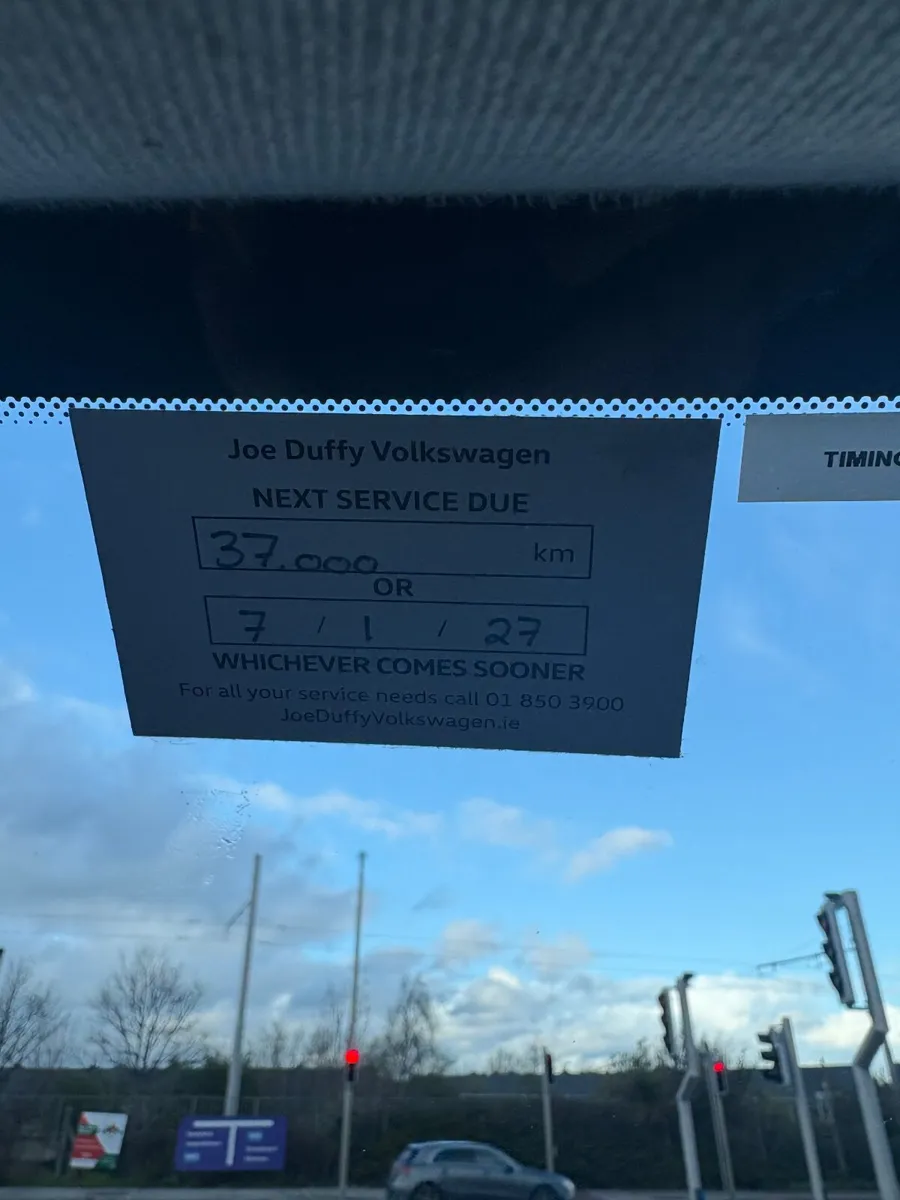 Joe Duffy Volkswagen
NEXT SERVICE DUE
37.000 km
OR
7 / 1 / 27
WHICHEVER COMES SOONER
For all your service needs call 01 850 3900
JoeDuffyVolkswagen.ie
TIMING